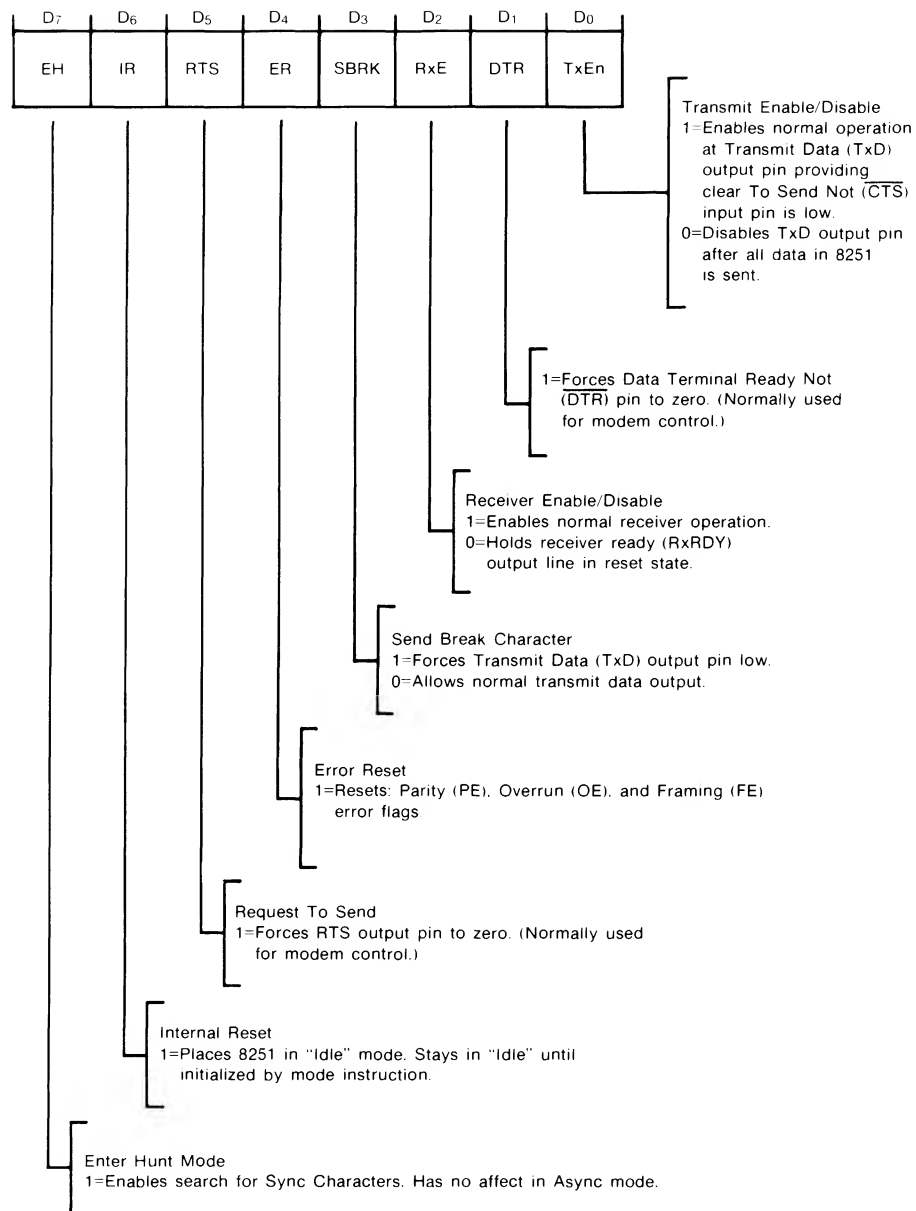 D7 D6 D5 D4 D3 D2 D1 D0
EH IR RTS ER SBRK RxE DTR TxEn
Transmit Enable/Disable
1=Enables normal operation
at Transmit Data (TxD)
output pin providing
clear To Send Not (CTS)
input pin is low.
0=Disables TxD output pin
after all data in 8251
is sent.
1=Forces Data Terminal Ready Not
(DTR) pin to zero. (Normally used
for modem control.)
Receiver Enable/Disable
1=Enables normal receiver operation.
0=Holds receiver ready (RxRDY)
output line in reset state.
Send Break Character
1=Forces Transmit Data (TxD) output pin low.
0=Allows normal transmit data output.
Error Reset
1=Resets: Parity (PE), Overrun (OE), and Framing (FE)
error flags
Request To Send
1=Forces RTS output pin to zero. (Normally used
for modem control.)
Internal Reset
1=Places 8251 in "Idle" mode. Stays in "Idle" until
initialized by mode instruction.
Enter Hunt Mode
1=Enables search for Sync Characters. Has no affect in Async mode.